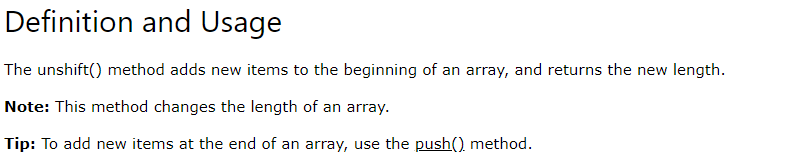 Definition and Usage
The unshift() method adds new items to the beginning of an array, and returns the new length.
Note: This method changes the length of an array.
Tip: To add new items at the end of an array, use the push() method.